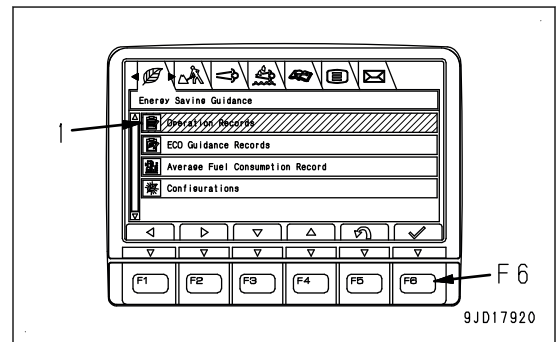 Energy Saving Guidance
1
Operation Records
ECO Guidance Records
Average Fuel Consumption Record
Configurations
F1 F2 F3 F4 F5 F6
F6
9JD17920